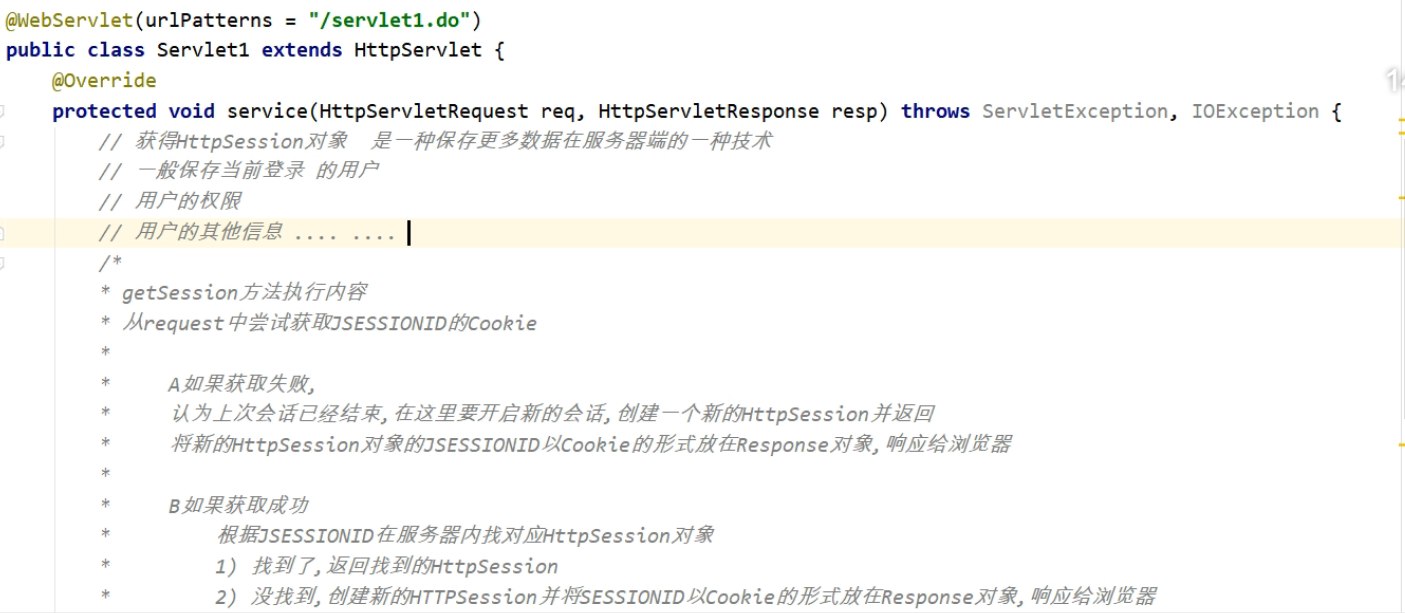 @WebServlet(urlPatterns = "/servlet1.do")
public class Servlet1 extends HttpServlet {
@Override
protected void service(HttpServletRequest req, HttpServletResponse resp) throws ServletException, IOException {
// 获得HttpSession对象 是一种保存更多数据在服务器端的一种技术
// 一般保存当前登录 的用户
// 用户的权限
// 用户的其他信息 .... ....
/*
* getSession方法执行内容
* 从request中尝试获取JSESSIONID的Cookie
*
* A如果获取失败,
* 认为上次会话已经结束,在这里要开启新的会话,创建一个新的HttpSession并返回
* 将新的HttpSession对象的JSESSIONID以Cookie的形式放在Response对象,响应给浏览器
*
* B如果获取成功
* 根据JSESSIONID在服务器内找对应HttpSession对象
* 1) 找到了,返回找到的HttpSession
* 2) 没找到,创建新的HTTPSession并将SESSIONID以Cookie的形式放在Response对象,响应给浏览器